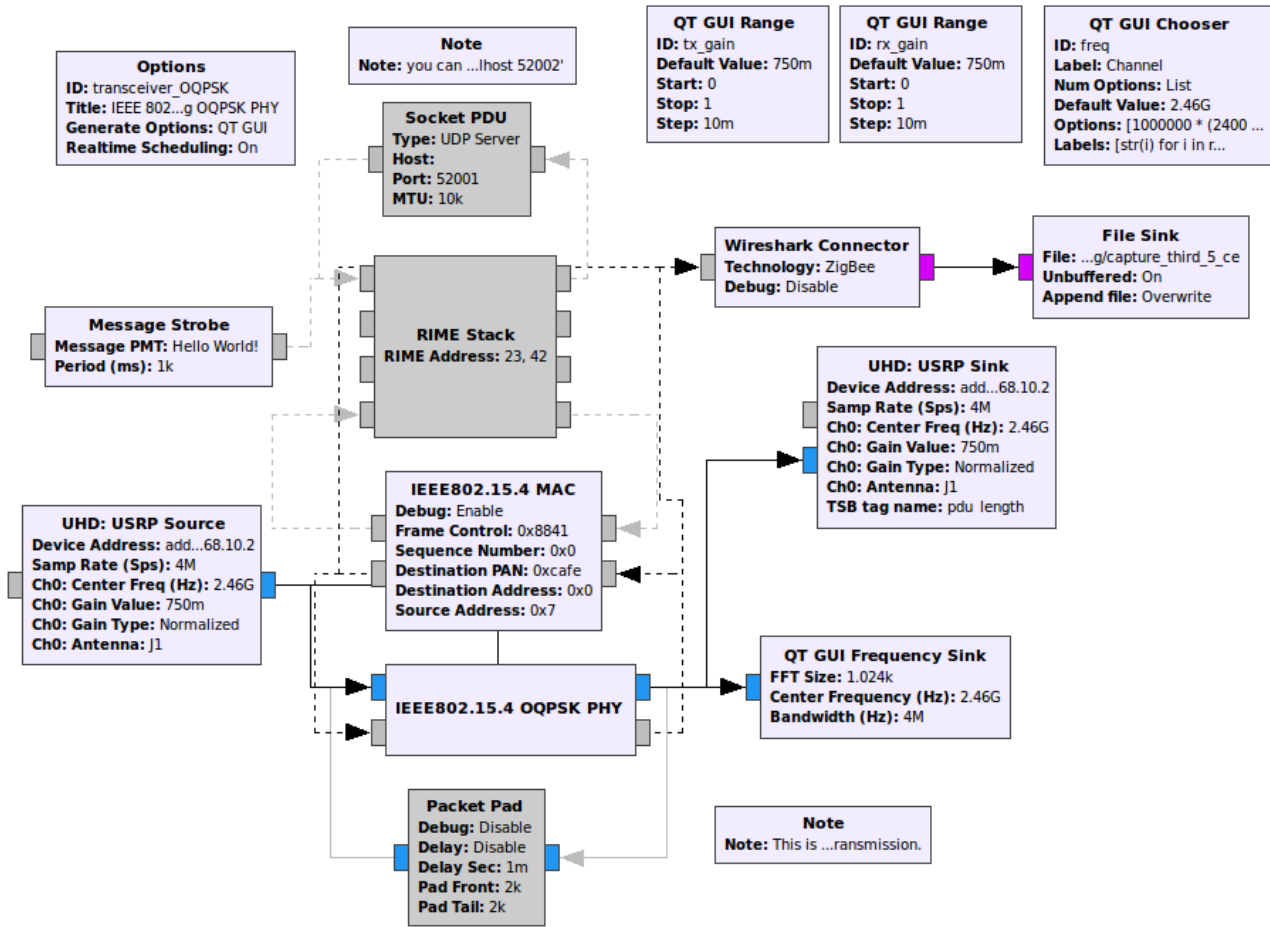 Options
ID: transceiver_OQPSK
Title: IEEE 802...g OQPSK PHY
Generate Options: QT GUI
Realtime Scheduling: On
Note
Note: you can ...lhost 52002'
QT GUI Range
ID: tx_gain
Default Value: 750m
Start: 0
Stop: 1
Step: 10m
QT GUI Range
ID: rx_gain
Default Value: 750m
Start: 0
Stop: 1
Step: 10m
QT GUI Chooser
ID: freq
Label: Channel
Num Options: List
Default Value: 2.46G
Options: [1000000 * (2400 ...
Labels: [str(i) for i in r...
Socket PDU
Type: UDP Server
Host:
Port: 52001
MTU: 10k
Wireshark Connector
Technology: ZigBee
Debug: Disable
File Sink
File: ...g/capture_third_5_ce
Unbuffered: On
Append file: Overwrite
Message Strobe
Message PMT: Hello World!
Period (ms): 1k
RIME Stack
RIME Address: 23, 42
UHD: USRP Sink
Device Address: add...68.10.2
Samp Rate (Sps): 4M
Ch0: Center Freq (Hz): 2.46G
Ch0: Gain Value: 750m
Ch0: Gain Type: Normalized
Ch0: Antenna: J1
TSB tag name: pdu_length
UHD: USRP Source
Device Address: add...68.10.2
Samp Rate (Sps): 4M
Ch0: Center Freq (Hz): 2.46G
Ch0: Gain Value: 750m
Ch0: Gain Type: Normalized
Ch0: Antenna: J1
IEEE802.15.4 MAC
Debug: Enable
Frame Control: 0x8841
Sequence Number: 0x0
Destination PAN: 0xcafe
Destination Address: 0x0
Source Address: 0x7
IEEE802.15.4 OQPSK PHY
QT GUI Frequency Sink
FFT Size: 1.024k
Center Frequency (Hz): 2.46G
Bandwidth (Hz): 4M
Packet Pad
Debug: Disable
Delay: Disable
Delay Sec: 1m
Pad Front: 2k
Pad Tail: 2k
Note
Note: This is ...ransmission.